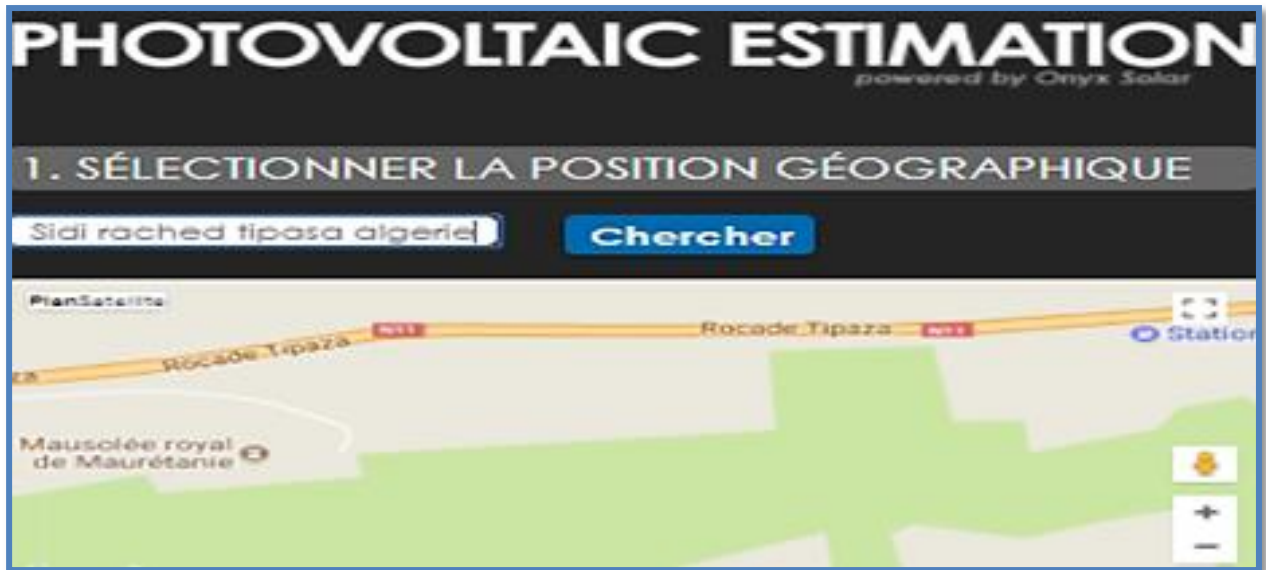 PHOTOVOLTAIC ESTIMATION
powered by Onyx Solar
1. SÉLECTIONNER LA POSITION GÉOGRAPHIQUE
Sidi rached tipasa algerie
Chercher
Plan Satellite
N11
Rocade Tipaza
N11
Station
Rocade Tipaza
za
Mausolée royal
de Maurétanie
+
−